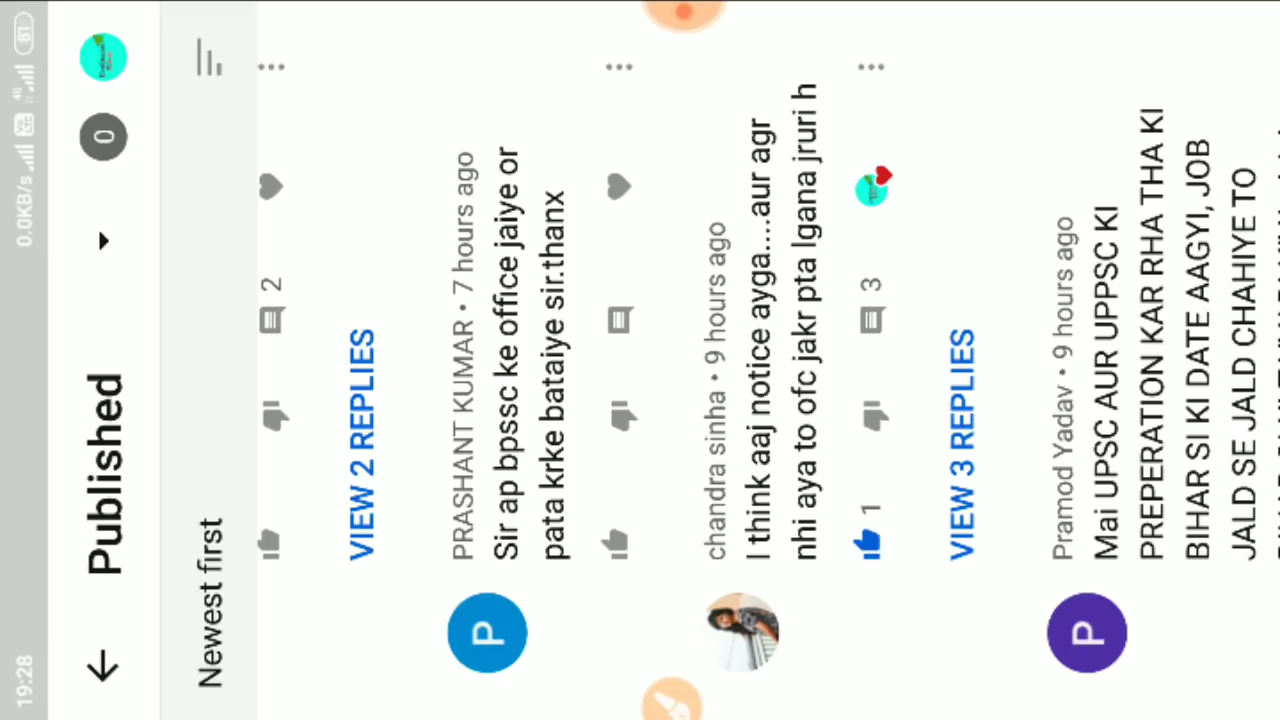 19:28
0.0KB/s
4G
81
Published
0
Newest first
2
VIEW 2 REPLIES
P
PRASHANT KUMAR • 7 hours ago
Sir ap bpssc ke office jaiye or
pata krke bataiye sir.thanx
chandra sinha • 9 hours ago
I think aaj notice ayga....aur agr
nhi aya to ofc jakr pta lgana jruri h
1
3
VIEW 3 REPLIES
P
Pramod Yadav • 9 hours ago
Mai UPSC AUR UPPSC KI
PREPERATION KAR RHA THA KI
BIHAR SI KI DATE AAGYI, JOB
JALD SE JALD CHAHIYE TO